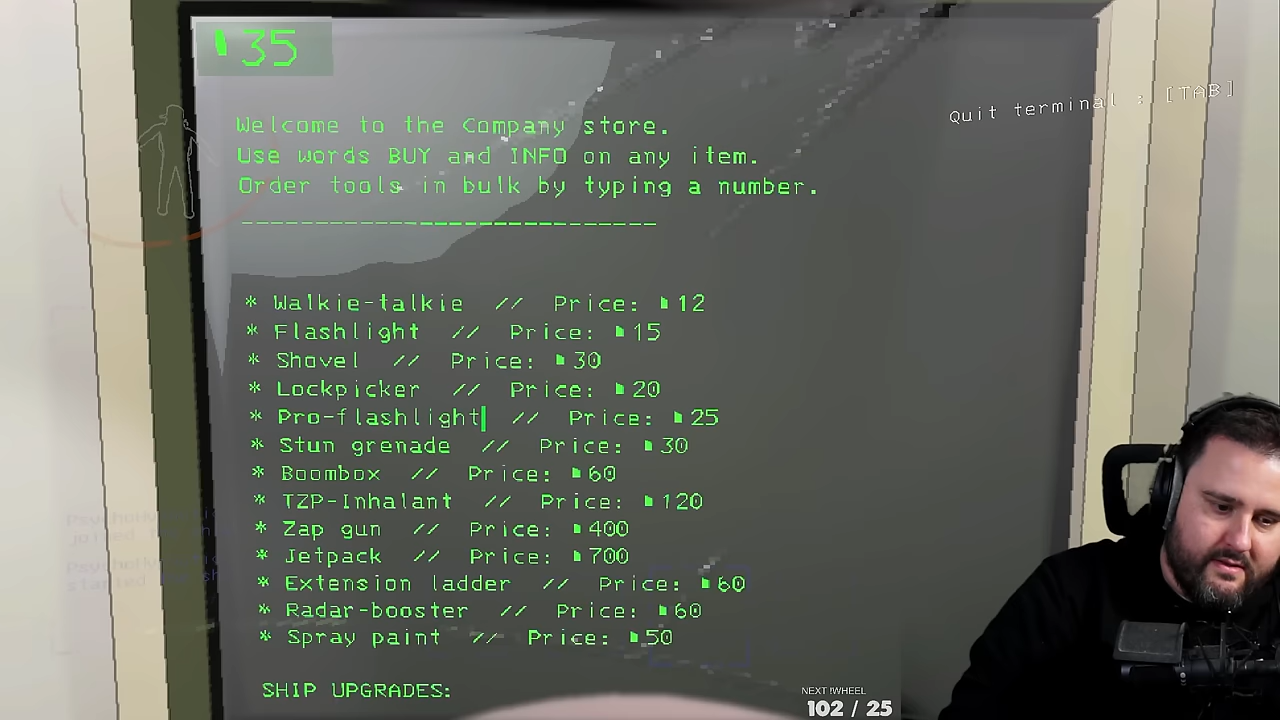 35
Quit terminal : [TAB]
Welcome to the Company store.
Use words BUY and INFO on any item.
Order tools in bulk by typing a number.
----------------------------
* Walkie-talkie // Price: ▮12
* Flashlight // Price: ▮15
* Shovel // Price: ▮30
* Lockpicker // Price: ▮20
* Pro-flashlight // Price: ▮25
* Stun grenade // Price: ▮30
* Boombox // Price: ▮60
* TZP-Inhalant // Price: ▮120
* Zap gun // Price: ▮400
* Jetpack // Price: ▮700
* Extension ladder // Price: ▮60
* Radar-booster // Price: ▮60
* Spray paint // Price: ▮50
SHIP UPGRADES:
NEXT !WHEEL
102 / 25